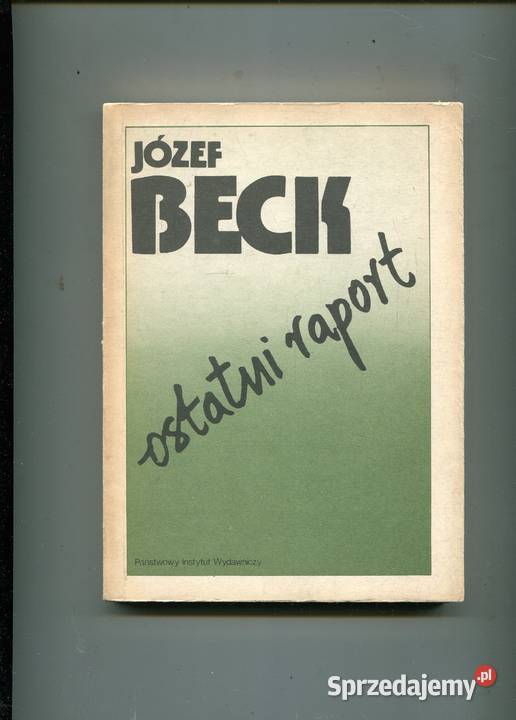 JÓZEF
BECK
ostatni raport
Państwowy Instytut Wydawniczy
Sprzedajemy.pl